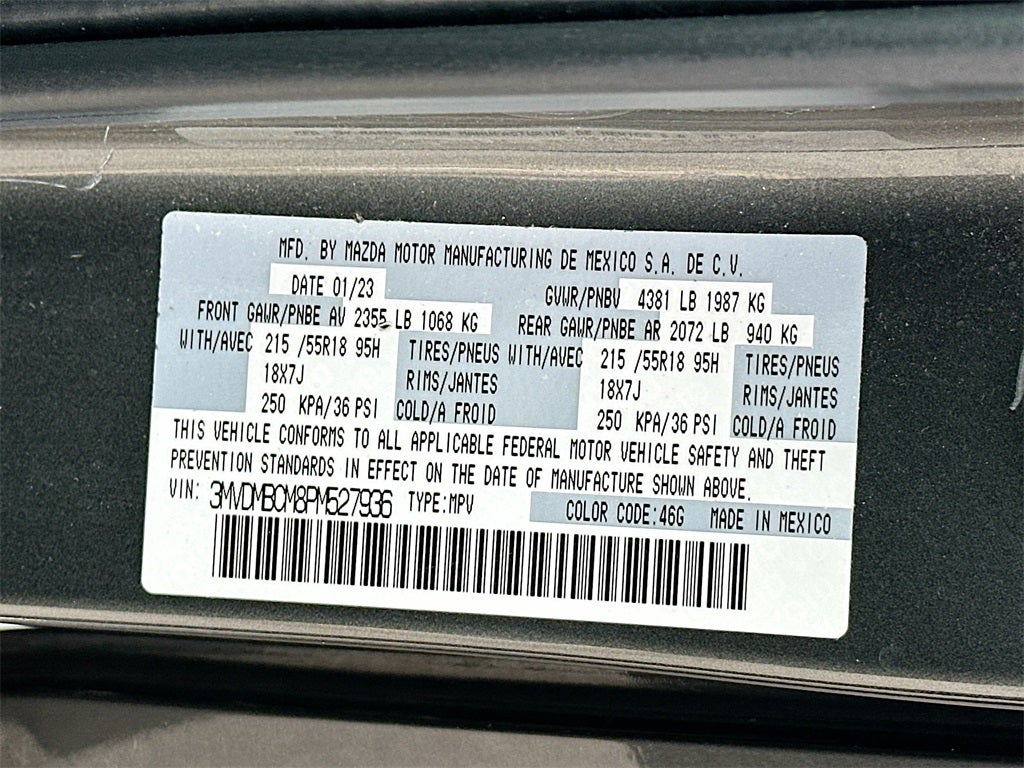 MFD. BY MAZDA MOTOR MANUFACTURING DE MEXICO S.A. DE C.V.
DATE 01/23 GVWR/PNBV 4381 LB 1987 KG
FRONT GAWR/PNBE AV 2355 LB 1068 KG REAR GAWR/PNBE AR 2072 LB 940 KG
WITH/AVEC 215 /55R18 95H TIRES/PNEUS WITH/AVEC 215 /55R18 95H TIRES/PNEUS
18X7J RIMS/JANTES 18X7J RIMS/JANTES
250 KPA/36 PSI COLD/A FROID 250 KPA/36 PSI COLD/A FROID
THIS VEHICLE CONFORMS TO ALL APPLICABLE FEDERAL MOTOR VEHICLE SAFETY AND THEFT
PREVENTION STANDARDS IN EFFECT ON THE DATE OF MANUFACTURE SHOWN ABOVE.
VIN: 3MVDMBCM8PM527936 TYPE:MPV COLOR CODE:46G MADE IN MEXICO